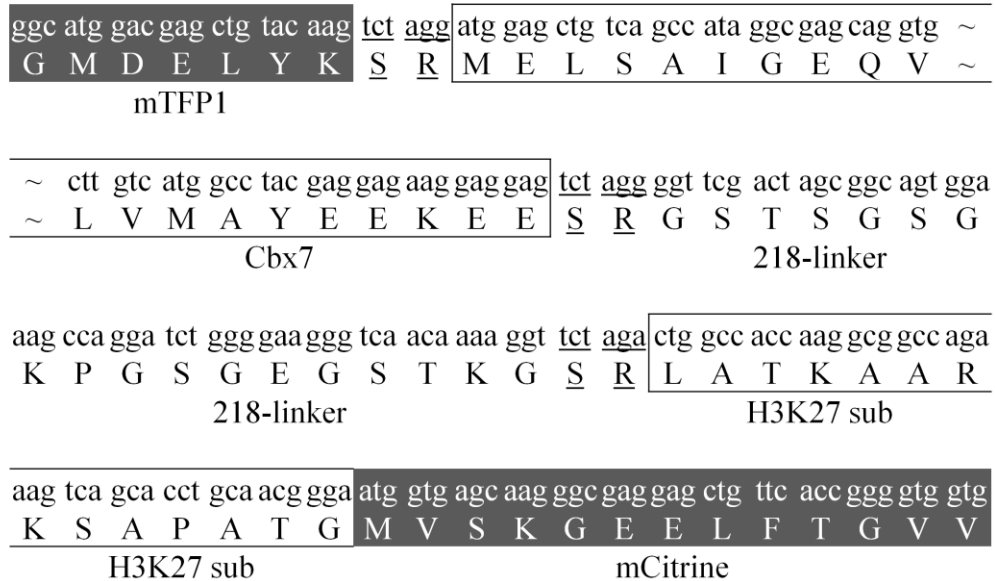 ggc atg gac gag ctg tac aag tct agg atg gag ctg tca gcc ata ggc gag cag gtg ~
G M D E L Y K S R M E L S A I G E Q V ~
mTFP1
~ ctt gtc atg gcc tac gag gag aag gag gag tct agg ggt tcg act agc ggc agt gga
~ L V M A Y E E K E E S R G S T S G S G
Cbx7 218-linker
aag cca gga tct ggg gaa ggg tca aca aaa ggt tct aga ctg gcc acc aag gcg gcc aga
K P G S G E G S T K G S R L A T K A A R
218-linker H3K27 sub
aag tca gca cct gca acg gga atg gtg agc aag ggc gag gag ctg ttc acc ggg gtg gtg
K S A P A T G M V S K G E E L F T G V V
H3K27 sub mCitrine